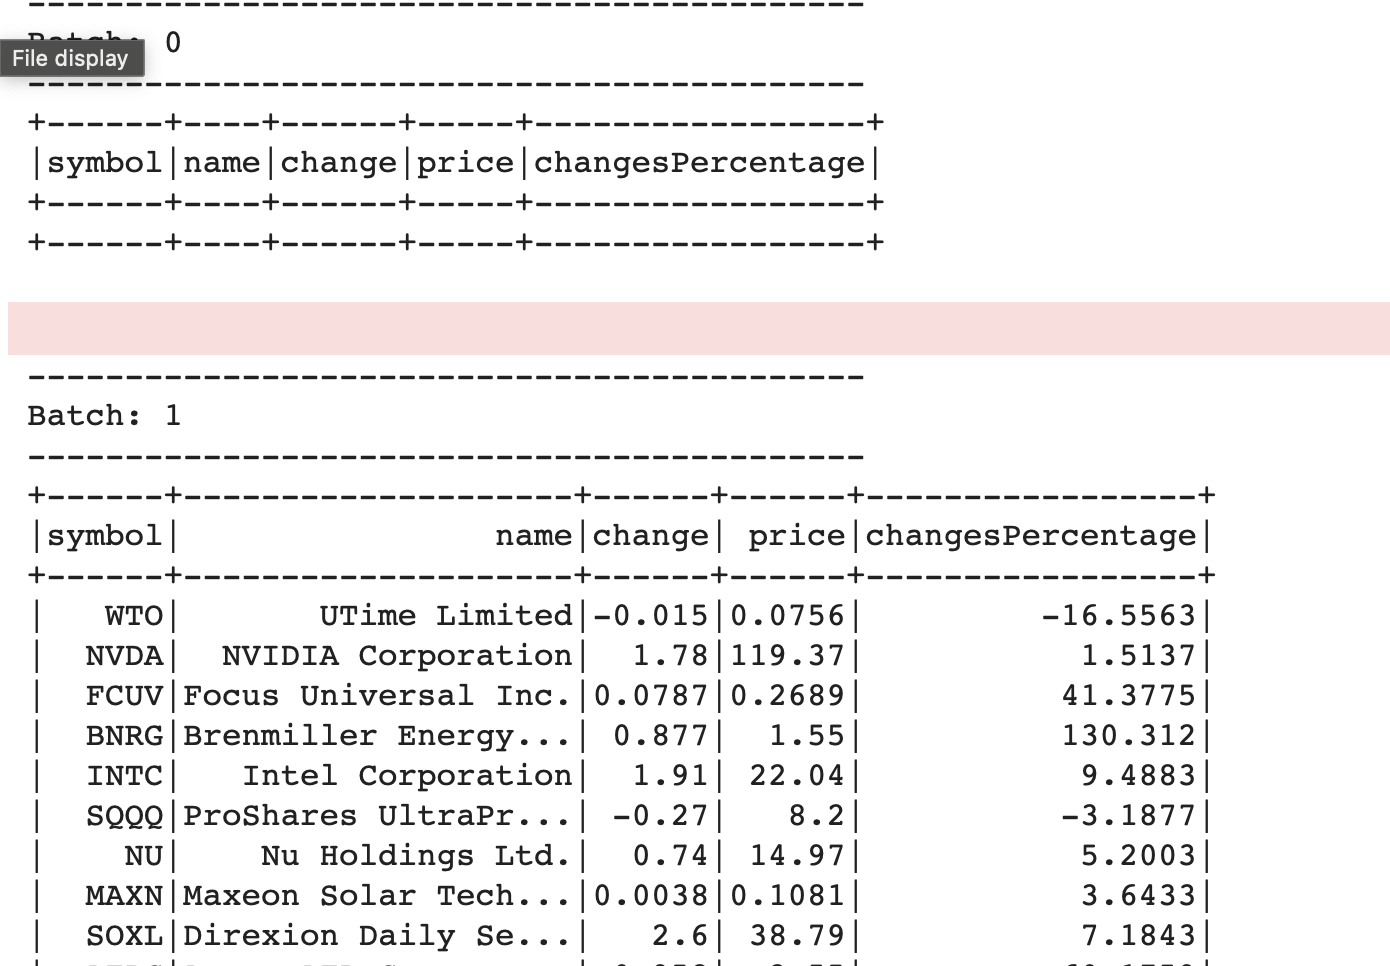 -------------------------------------------
Batch: 0
File display
-------------------------------------------
+------+----+------+-----+-----------------+
|symbol|name|change|price|changesPercentage|
+------+----+------+-----+-----------------+
+------+----+------+-----+-----------------+
-------------------------------------------
Batch: 1
-------------------------------------------
+------+--------------------+------+------+-----------------+
|symbol|                name|change| price|changesPercentage|
+------+--------------------+------+------+-----------------+
|   WTO|       UTime Limited|-0.015|0.0756|         -16.5563|
|  NVDA|  NVIDIA Corporation|  1.78|119.37|           1.5137|
|  FCUV|Focus Universal Inc.|0.0787|0.2689|          41.3775|
|  BNRG|Brenmiller Energy...| 0.877|  1.55|          130.312|
|  INTC|   Intel Corporation|  1.91| 22.04|           9.4883|
|  SQQQ|ProShares UltraPr...| -0.27|   8.2|          -3.1877|
|    NU|    Nu Holdings Ltd.|  0.74| 14.97|           5.2003|
|  MAXN|Maxeon Solar Tech...|0.0038|0.1081|           3.6433|
|  SOXL|Direxion Daily Se...|   2.6| 38.79|           7.1843|